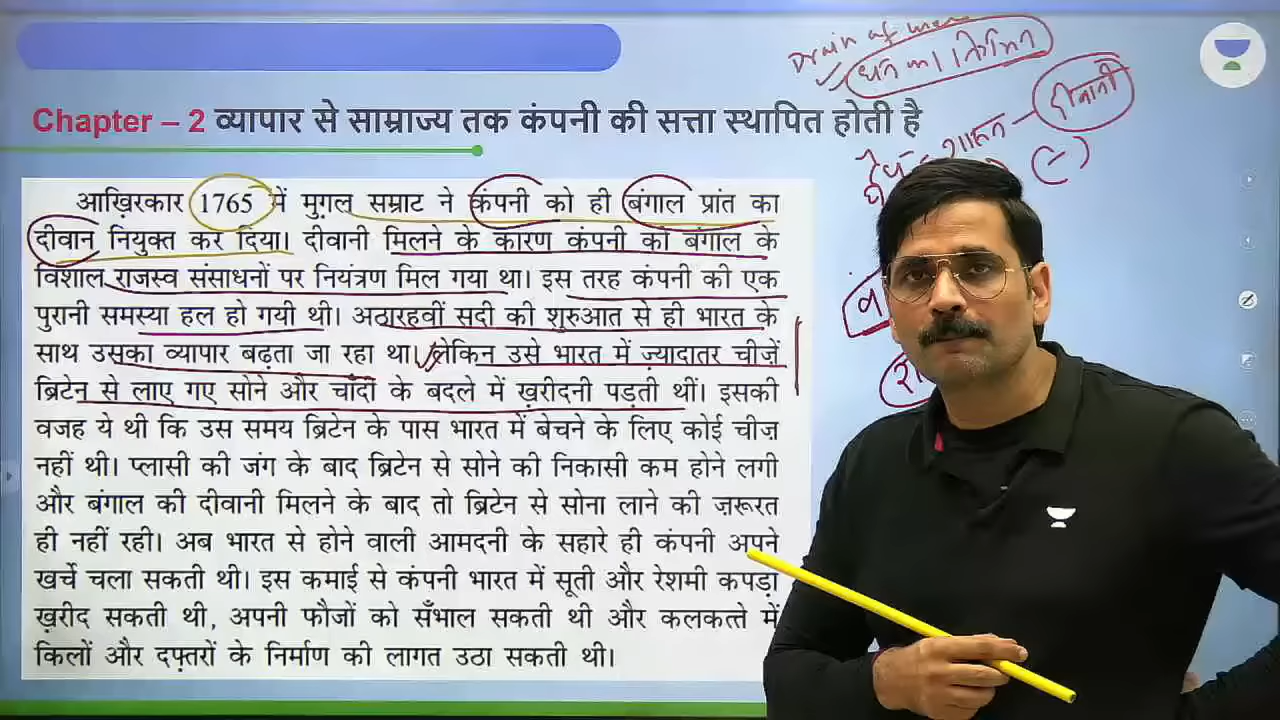 Drain of
धन का निर्गमन
द्वैध शासन – दीवानी
(-)
Chapter – 2 व्यापार से साम्राज्य तक कंपनी की सत्ता स्थापित होती है
आख़िरकार 1765 में मुग़ल सम्राट ने कंपनी को ही बंगाल प्रांत का
दीवान नियुक्त कर दिया। दीवानी मिलने के कारण कंपनी को बंगाल के
विशाल राजस्व संसाधनों पर नियंत्रण मिल गया था। इस तरह कंपनी की एक
पुरानी समस्या हल हो गयी थी। अठारहवीं सदी की शुरुआत से ही भारत के
साथ उसका व्यापार बढ़ता जा रहा था। लेकिन उसे भारत में ज़्यादातर चीज़ें
ब्रिटेन से लाए गए सोने और चाँदी के बदले में ख़रीदनी पड़ती थीं। इसकी
वजह ये थी कि उस समय ब्रिटेन के पास भारत में बेचने के लिए कोई चीज़
नहीं थी। प्लासी की जंग के बाद ब्रिटेन से सोने की निकासी कम होने लगी
और बंगाल की दीवानी मिलने के बाद तो ब्रिटेन से सोना लाने की ज़रूरत
ही नहीं रही। अब भारत से होने वाली आमदनी के सहारे ही कंपनी अपने
खर्चे चला सकती थी। इस कमाई से कंपनी भारत में सूती और रेशमी कपड़ा
ख़रीद सकती थी, अपनी फौजों को सँभाल सकती थी और कलकत्ते में
किलों और दफ़्तरों के निर्माण की लागत उठा सकती थी।